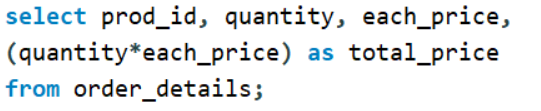 select prod_id, quantity, each_price,
(quantity*each_price) as total_price
from order_details;